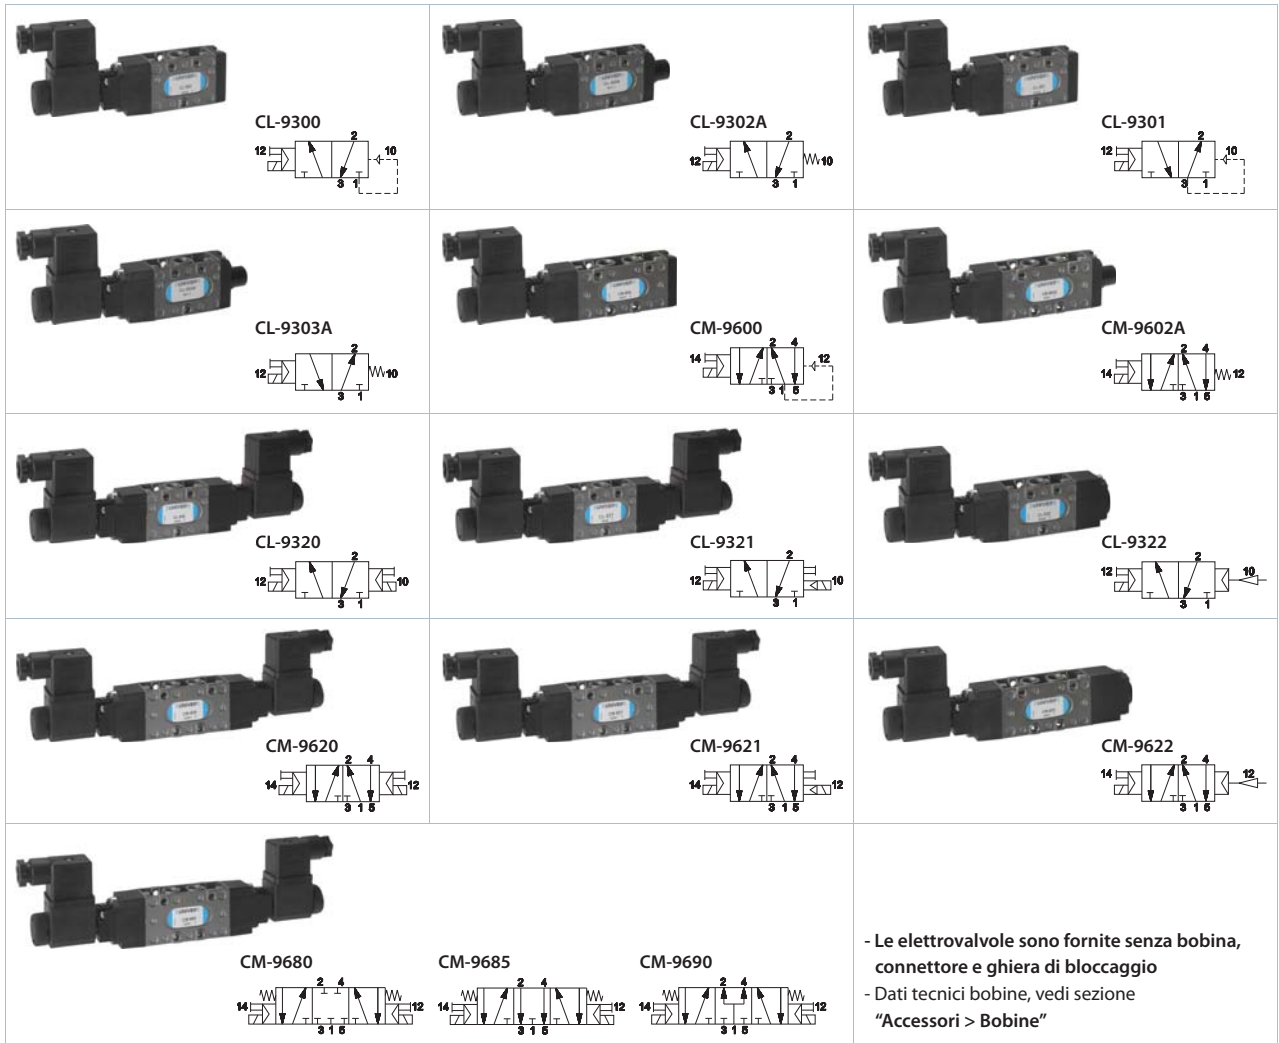 CL-9300
2
12
10
3 1
CL-9302A
2
12
10
3 1
CL-9301
2
12
10
3 1
CL-9303A
2
12
10
3 1
CM-9600
2 4
14
12
3 1 5
CM-9602A
2 4
14
12
3 1 5
CL-9320
2
12
10
3 1
CL-9321
2
12
10
3 1
CL-9322
2
12
10
3 1
CM-9620
2 4
14
12
3 1 5
CM-9621
2 4
14
12
3 1 5
CM-9622
2 4
14
12
3 1 5
CM-9680
2 4
14
12
3 1 5
CM-9685
2 4
14
12
3 1 5
CM-9690
2 4
14
12
3 1 5
- Le elettrovalvole sono fornite senza bobina,
connettore e ghiera di bloccaggio
- Dati tecnici bobine, vedi sezione
“Accessori > Bobine”